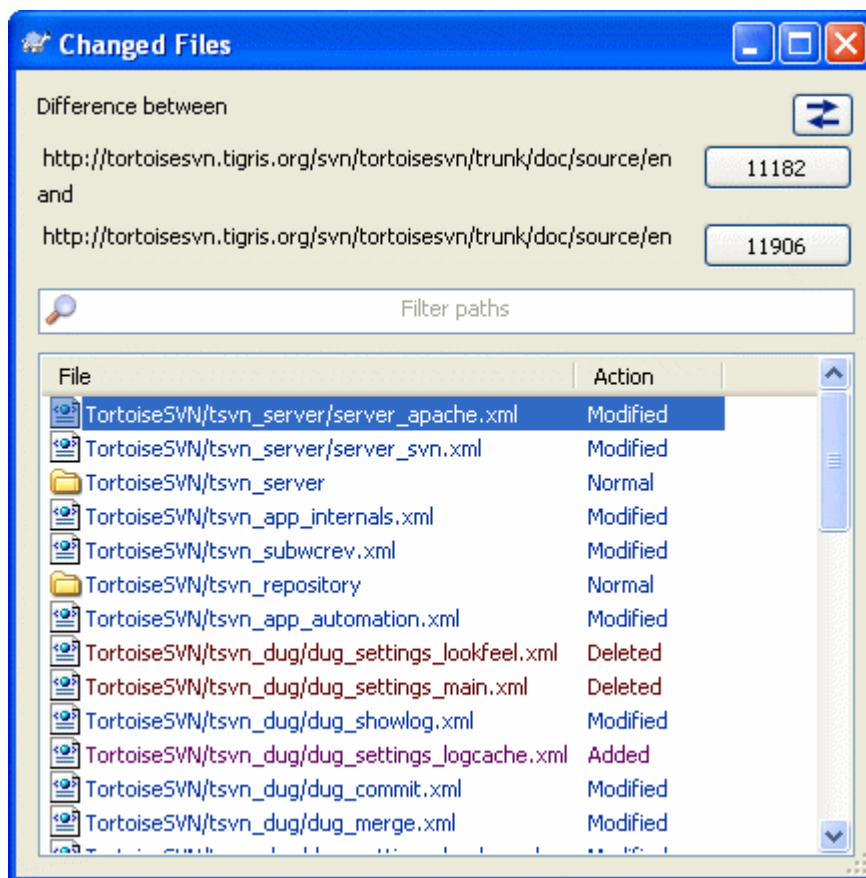 Changed Files
Difference between
http://tortoisesvn.tigris.org/svn/tortoisesvn/trunk/doc/source/en 11182
and
http://tortoisesvn.tigris.org/svn/tortoisesvn/trunk/doc/source/en 11906
Filter paths
File Action
TortoiseSVN/tsvn_server/server_apache.xml Modified
TortoiseSVN/tsvn_server/server_svn.xml Modified
TortoiseSVN/tsvn_server Normal
TortoiseSVN/tsvn_app_internals.xml Modified
TortoiseSVN/tsvn_subwcrev.xml Modified
TortoiseSVN/tsvn_repository Normal
TortoiseSVN/tsvn_app_automation.xml Modified
TortoiseSVN/tsvn_dug/dug_settings_lookfeel.xml Deleted
TortoiseSVN/tsvn_dug/dug_settings_main.xml Deleted
TortoiseSVN/tsvn_dug/dug_showlog.xml Modified
TortoiseSVN/tsvn_dug/dug_settings_logcache.xml Added
TortoiseSVN/tsvn_dug/dug_commit.xml Modified
TortoiseSVN/tsvn_dug/dug_merge.xml Modified